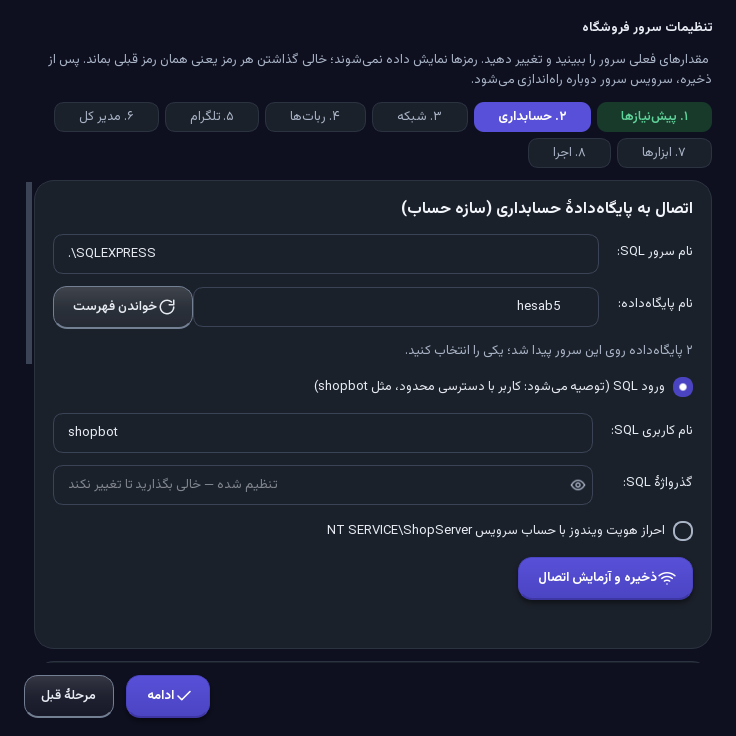 تنظیمات سرور فروشگاه
مقدارهای فعلی سرور را ببینید و تغییر دهید. رمزها نمایش داده نمی‌شوند؛ خالی گذاشتن هر رمز یعنی همان رمز قبلی بماند. پس از
ذخیره، سرویس سرور دوباره راه‌اندازی می‌شود.
۱. پیش‌نیازها
۲. حسابداری
۳. شبکه
۴. ربات‌ها
۵. تلگرام
۶. مدیر کل
۷. ابزارها
۸. اجرا
اتصال به پایگاه‌دادهٔ حسابداری (سازه حساب)
نام سرور SQL:
.\SQLEXPRESS
نام پایگاه‌داده:
hesab5
خواندن فهرست
۲ پایگاه‌داده روی این سرور پیدا شد؛ یکی را انتخاب کنید.
ورود SQL (توصیه می‌شود: کاربر با دسترسی محدود، مثل shopbot)
نام کاربری SQL:
shopbot
گذرواژهٔ SQL:
تنظیم شده — خالی بگذارید تا تغییر نکند
احراز هویت ویندوز با حساب سرویس NT SERVICE\ShopServer
ذخیره و آزمایش اتصال
ادامه
مرحلهٔ قبل